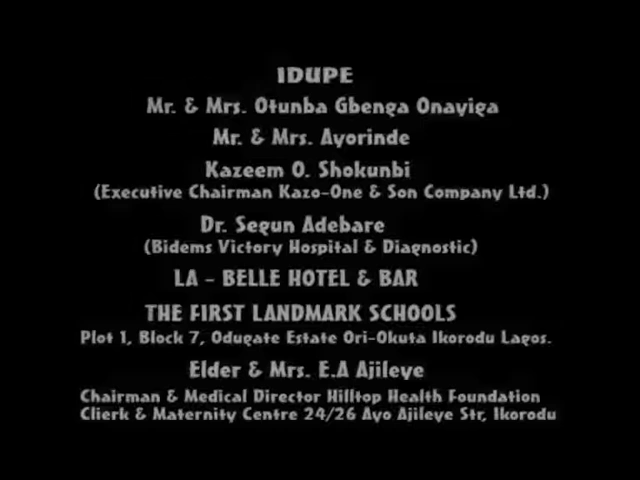 IDUPE
Mr. & Mrs. Otunba Gbenga Onayiga
Mr. & Mrs. Ayorinde
Kazeem O. Shokunbi
(Executive Chairman Kazo-One & Son Company Ltd.)
Dr. Segun Adebare
(Bidems Victory Hospital & Diagnostic)
LA - BELLE HOTEL & BAR
THE FIRST LANDMARK SCHOOLS
Plot 1, Block 7, Odugate Estate Ori-Okuta Ikorodu Lagos.
Elder & Mrs. E.A Ajileye
Chairman & Medical Director Hilltop Health Foundation
Clierk & Maternity Centre 24/26 Ayo Ajileye Str, Ikorodu